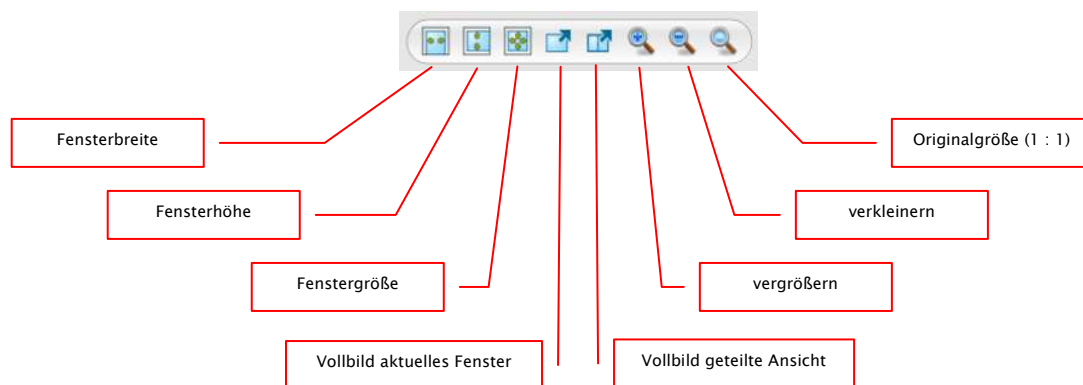 Fensterbreite
Originalgröße (1 : 1)
Fensterhöhe
verkleinern
Fenstergröße
vergrößern
Vollbild aktuelles Fenster
Vollbild geteilte Ansicht